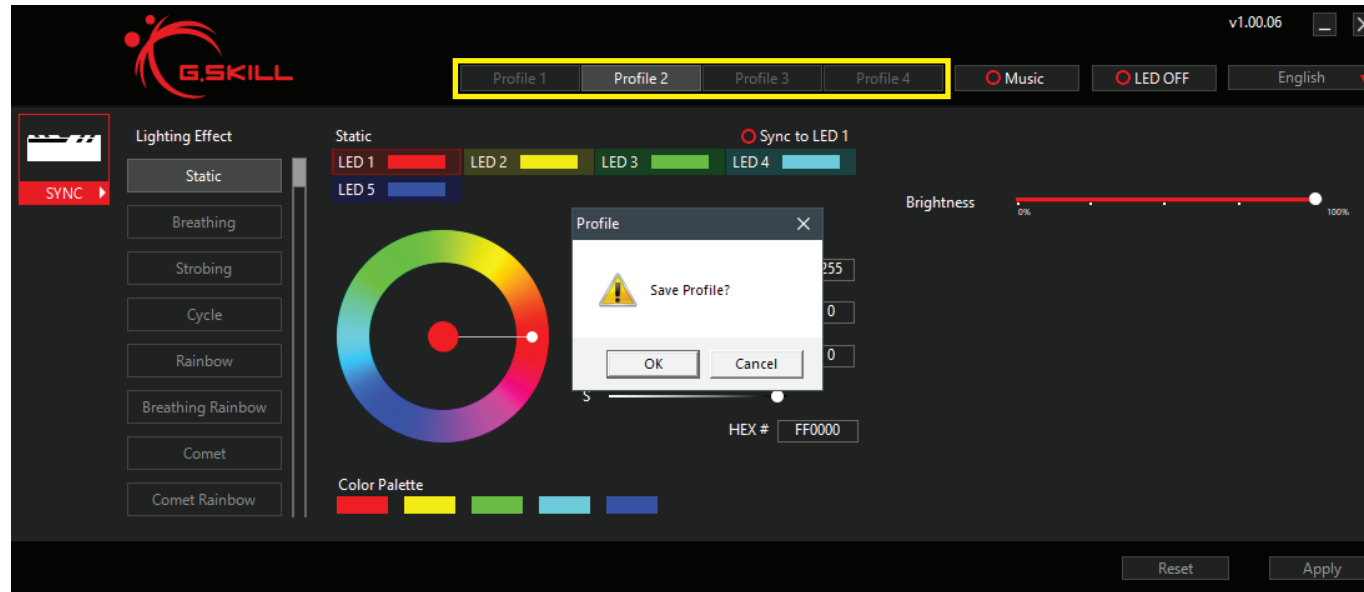 v1.00.06
G.SKILL
Profile 1 Profile 2 Profile 3 Profile 4 Music LED OFF English
SYNC
Lighting Effect
Static
Breathing
Strobing
Cycle
Rainbow
Breathing Rainbow
Comet
Comet Rainbow
Static Sync to LED 1
LED 1 LED 2 LED 3 LED 4
LED 5
Brightness 0% 100%
Profile
Save Profile?
OK Cancel
255
0
0
S
HEX # FF0000
Color Palette
Reset Apply